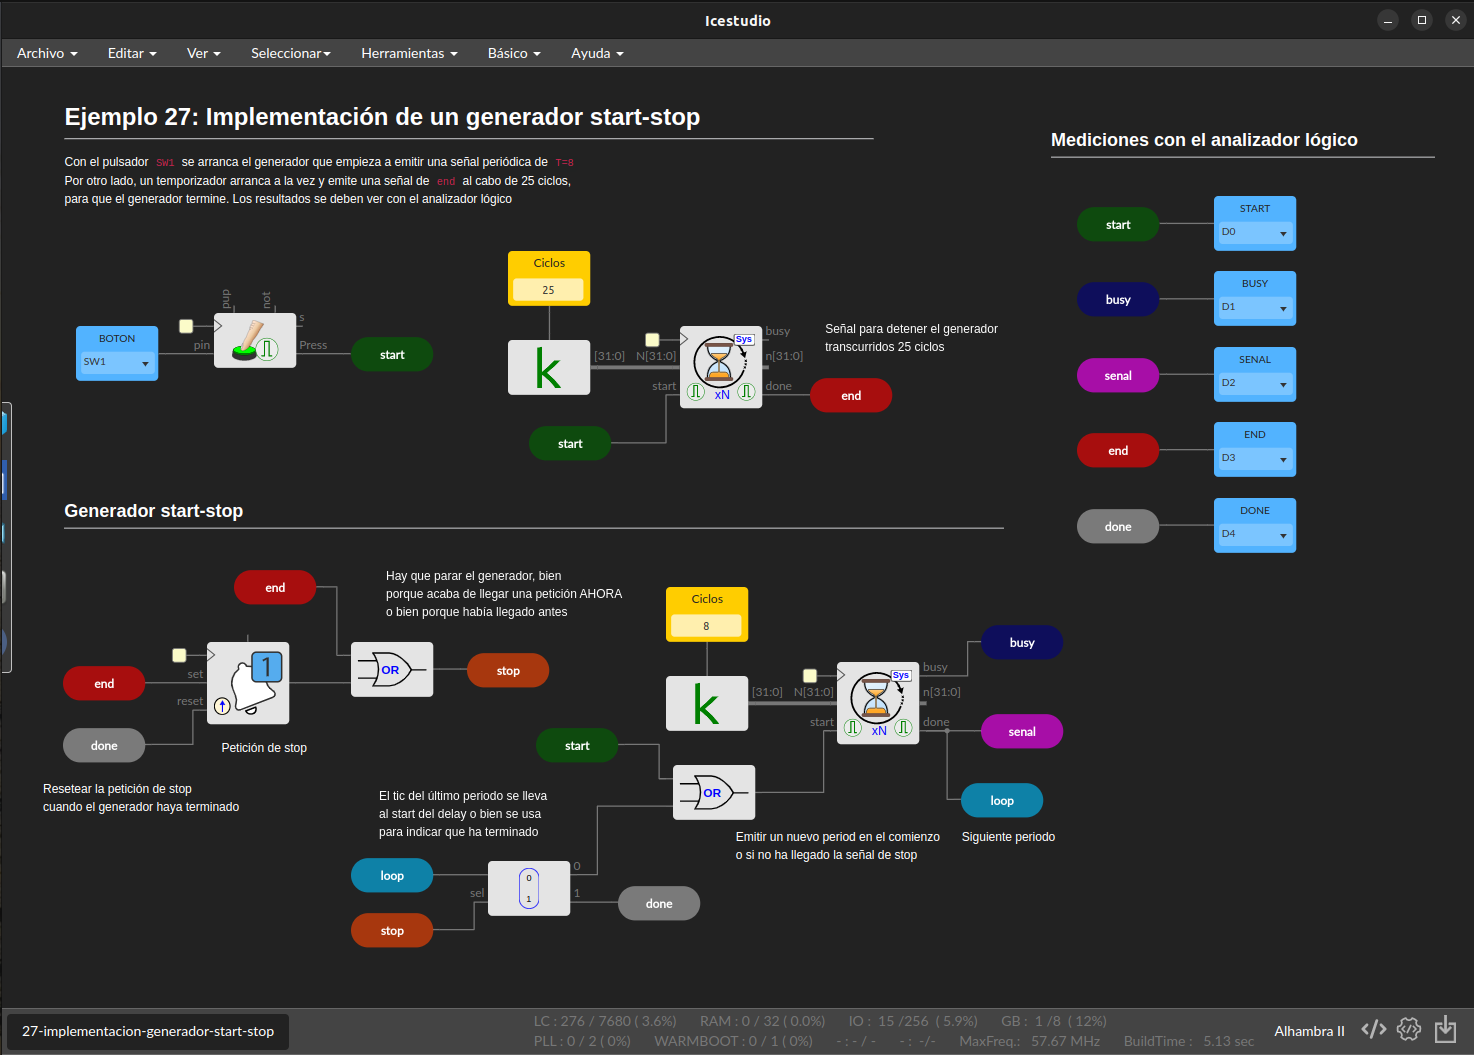 Icestudio
Archivo
Editar
Ver
Seleccionar
Herramientas
Básico
Ayuda
Ejemplo 27: Implementación de un generador start-stop
Con el pulsador SW1 se arranca el generador que empieza a emitir una señal periódica de T=8
Por otro lado, un temporizador arranca a la vez y emite una señal de end al cabo de 25 ciclos,
para que el generador termine. Los resultados se deben ver con el analizador lógico
Mediciones con el analizador lógico
start
START
D0
busy
BUSY
D1
senal
SENAL
D2
end
END
D3
done
DONE
D4
BOTON
SW1
pup
not
s
pin
Press
start
Ciclos
25
k
[31:0]
N[31:0]
start
Sys
xN
busy
n[31:0]
done
end
start
Señal para detener el generador
transcurridos 25 ciclos
Generador start-stop
end
Hay que parar el generador, bien
porque acaba de llegar una petición AHORA
o bien porque había llegado antes
end
set
reset
1
done
Petición de stop
OR
stop
Resetear la petición de stop
cuando el generador haya terminado
Ciclos
8
k
[31:0]
N[31:0]
start
Sys
xN
busy
n[31:0]
done
busy
senal
loop
Siguiente periodo
start
OR
Emitir un nuevo period en el comienzo
o si no ha llegado la señal de stop
El tic del último periodo se lleva
al start del delay o bien se usa
para indicar que ha terminado
loop
stop
sel
0
1
0
1
done
27-implementacion-generador-start-stop
LC : 276 / 7680 ( 3.6%) RAM : 0 / 32 ( 0.0%) IO : 15 /256 ( 5.9%) GB : 1 /8 ( 12%)
PLL : 0 / 2 ( 0%) WARMBOOT : 0 / 1 ( 0%) - : - / - - : -/- MaxFreq.: 57.67 MHz BuildTime : 5.13 sec
Alhambra II